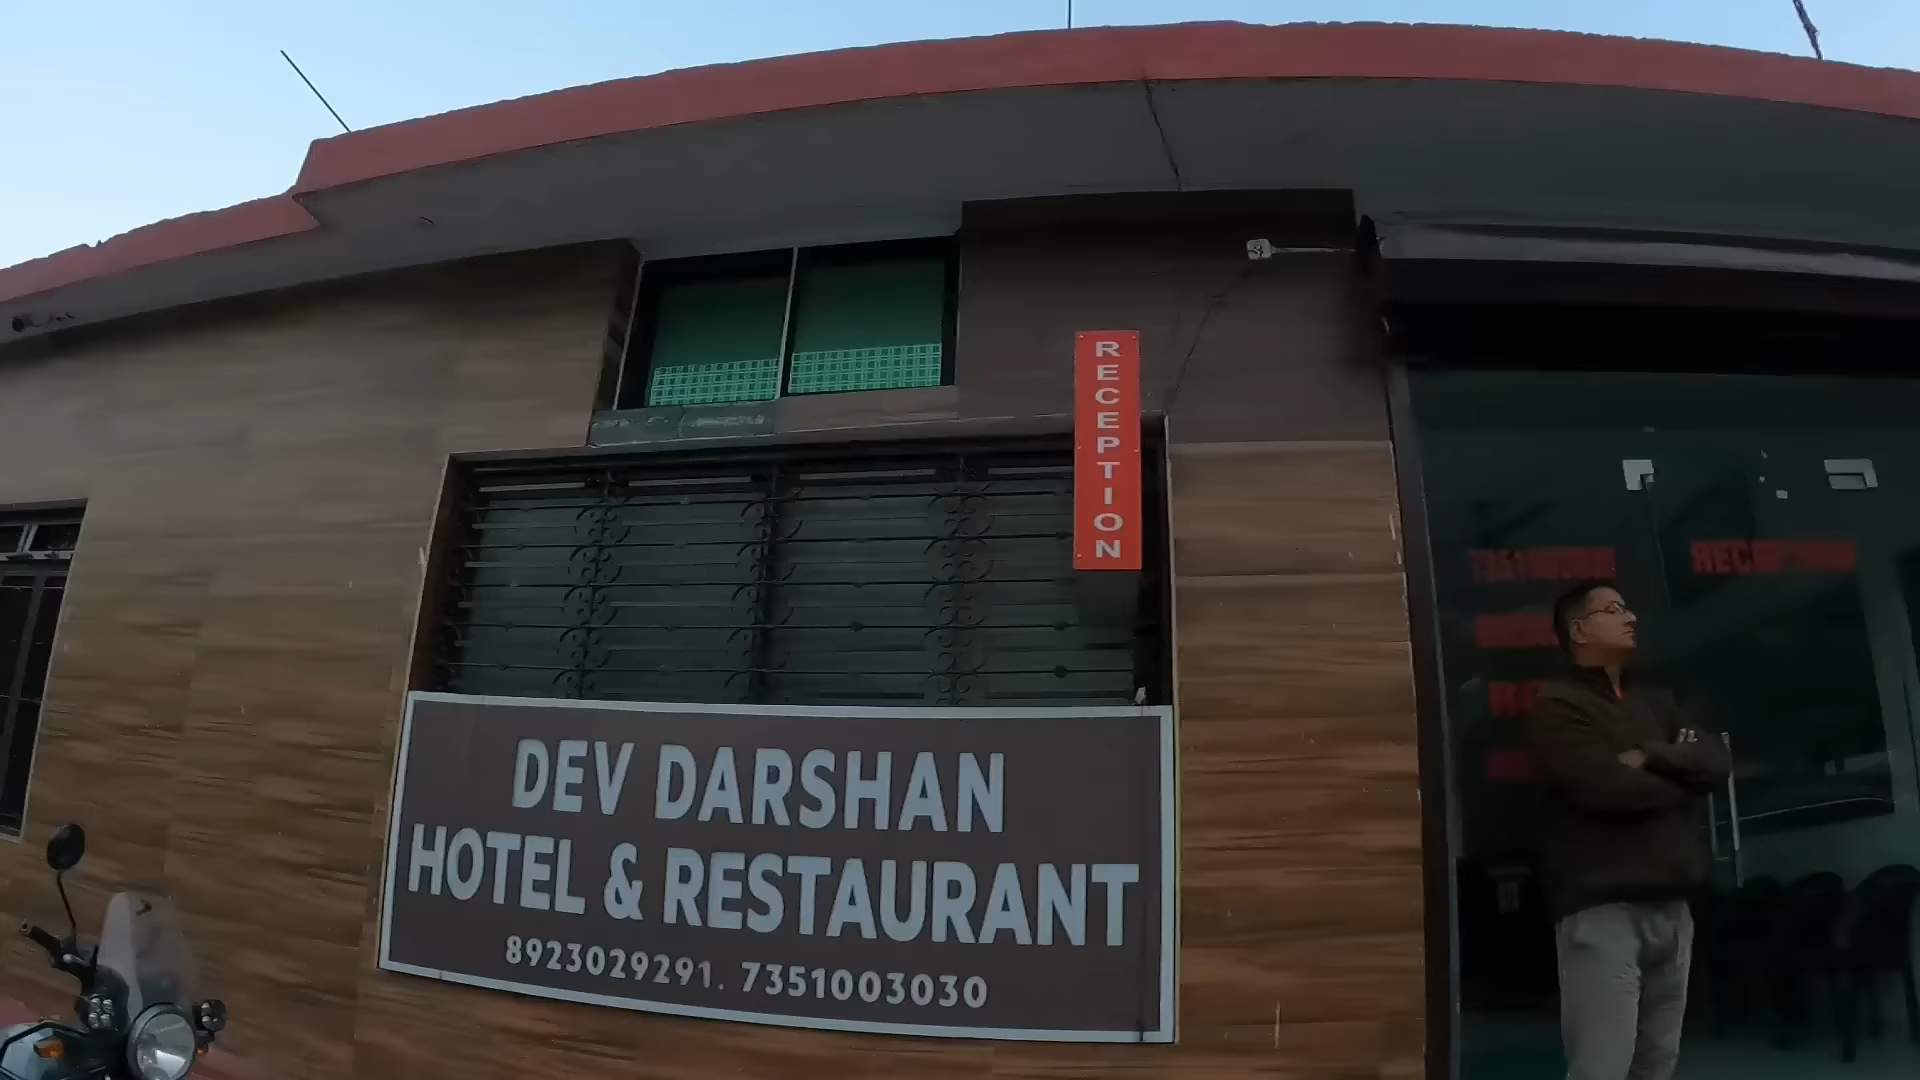 RECEPTION
DEV DARSHAN
HOTEL & RESTAURANT
8923029291. 7351003030
RECEPTION